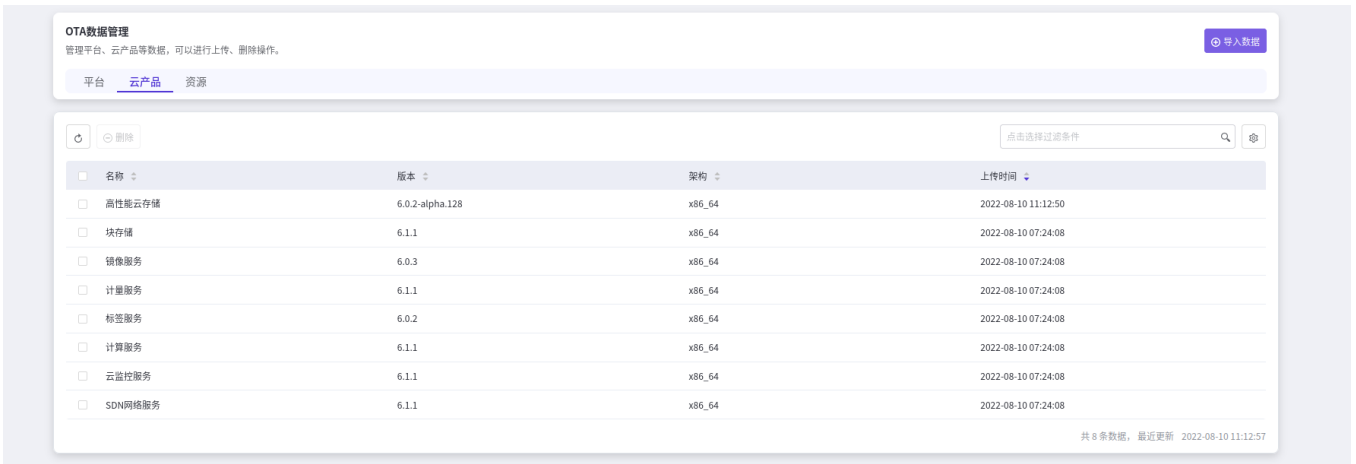 OTA数据管理
管理平台、云产品等数据，可以进行上传、删除操作。
导入数据
平台 云产品 资源
删除 点击选择过滤条件
名称 版本 架构 上传时间
高性能云存储 6.0.2-alpha.128 x86_64 2022-08-10 11:12:50
块存储 6.1.1 x86_64 2022-08-10 07:24:08
镜像服务 6.0.3 x86_64 2022-08-10 07:24:08
计量服务 6.1.1 x86_64 2022-08-10 07:24:08
标签服务 6.0.2 x86_64 2022-08-10 07:24:08
计算服务 6.1.1 x86_64 2022-08-10 07:24:08
云监控服务 6.1.1 x86_64 2022-08-10 07:24:08
SDN网络服务 6.1.1 x86_64 2022-08-10 07:24:08
共 8 条数据， 最近更新 2022-08-10 11:12:57